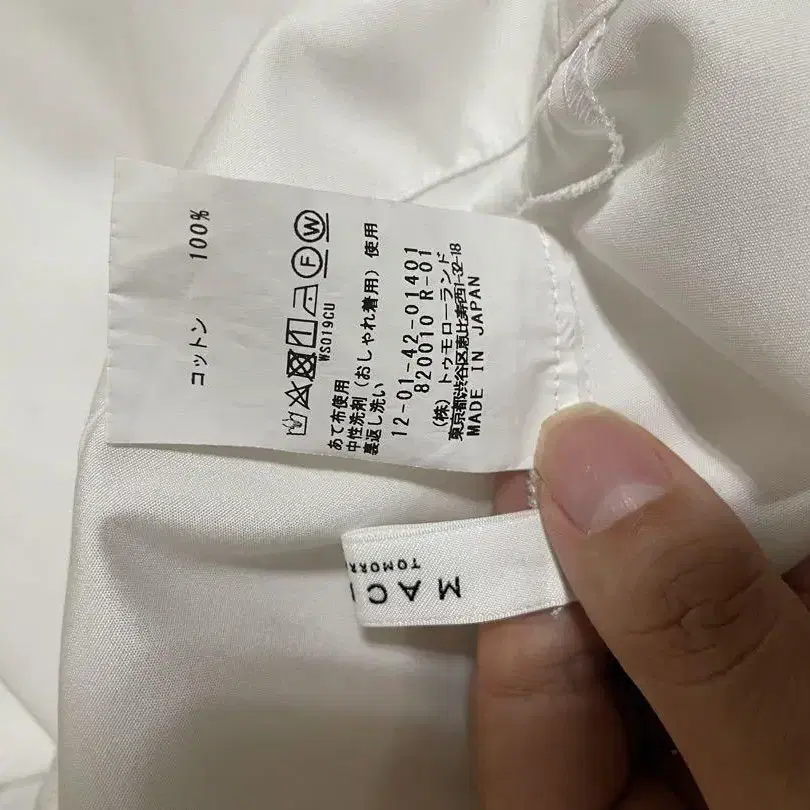 コットン 100%
F W
WS019CU
あて布使用
中性洗剤(おしゃれ着用)使用
裏返し洗い
12-01-42-01401
820010 R-01
(株)トゥモローランド
東京都渋谷区恵比寿西1-32-18
MADE IN JAPAN
MAC
TOMORR